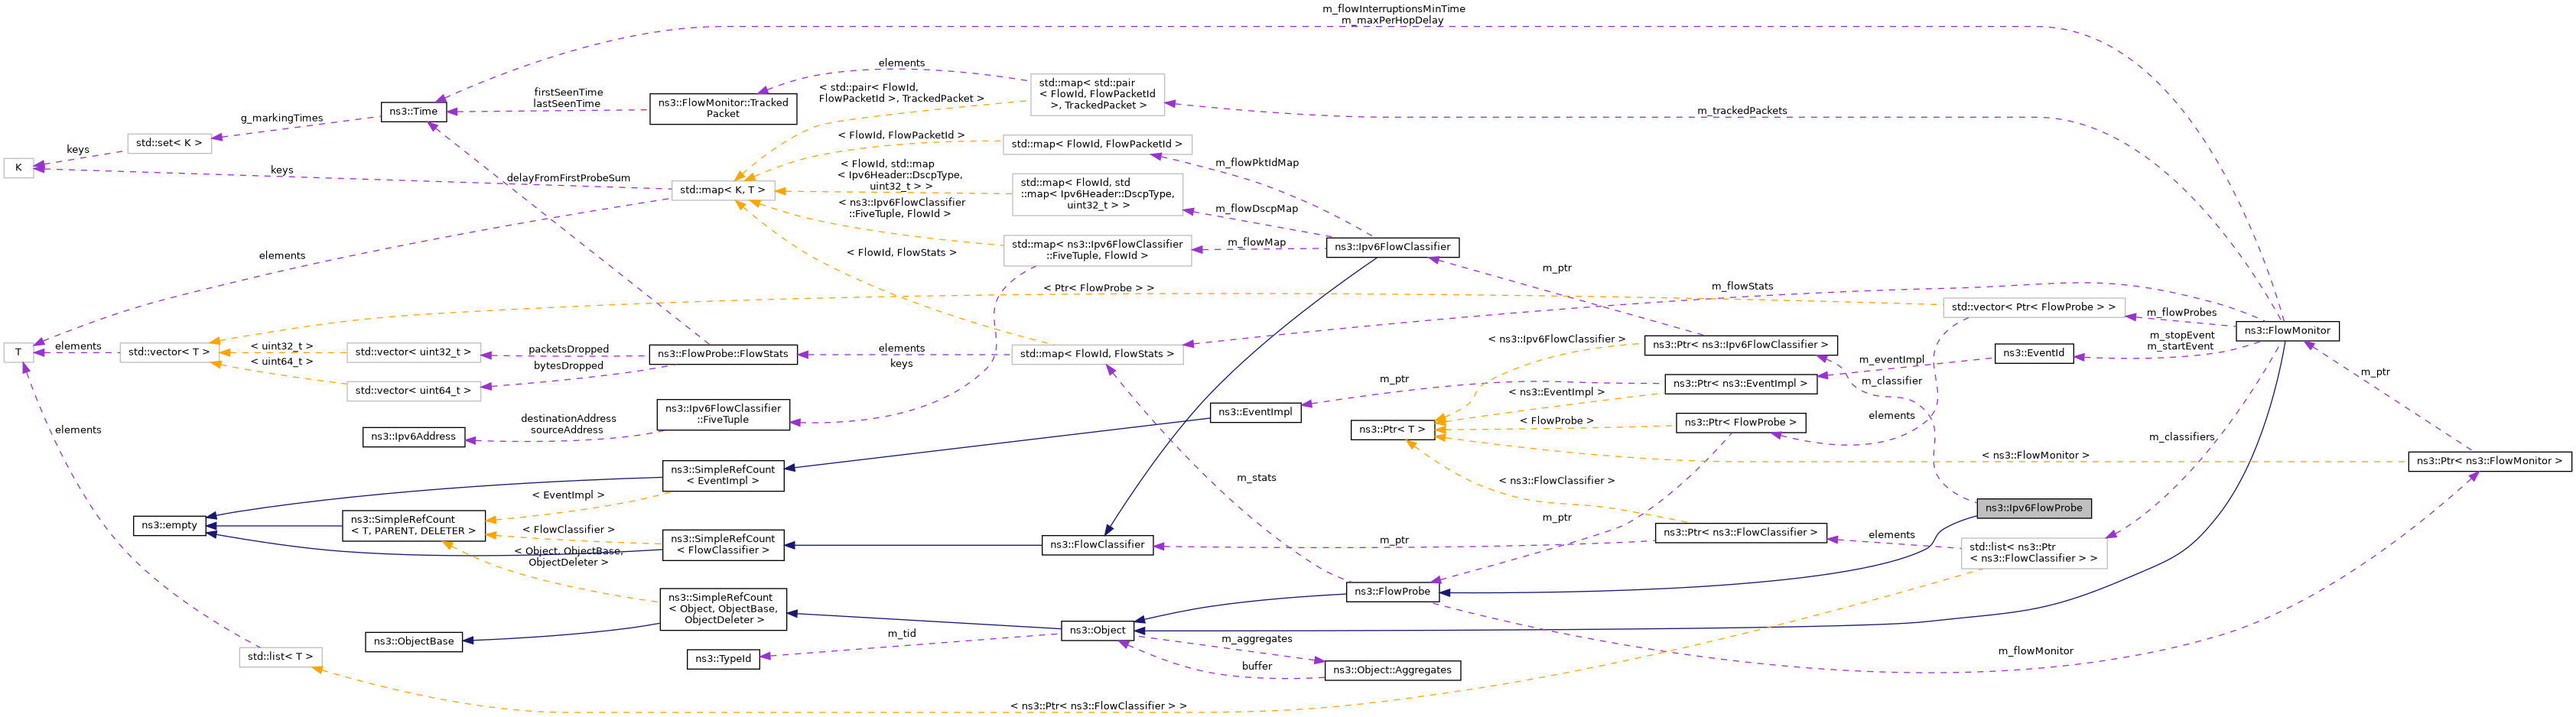 m_flowInterruptionsMinTime
m_maxPerHopDelay
elements
std::map< std::pair
< FlowId, FlowPacketId
>, TrackedPacket >
< std::pair< FlowId,
FlowPacketId >, TrackedPacket >
firstSeenTime
lastSeenTime
ns3::FlowMonitor::Tracked
Packet
ns3::Time
m_trackedPackets
g_markingTimes
std::set< K >
keys
K
keys
< FlowId, FlowPacketId >
std::map< FlowId, FlowPacketId >
m_flowPktIdMap
delayFromFirstProbeSum
std::map< K, T >
< FlowId, std::map
< Ipv6Header::DscpType,
uint32_t > >
std::map< FlowId, std
::map< Ipv6Header::DscpType,
uint32_t > >
m_flowDscpMap
< ns3::Ipv6FlowClassifier
::FiveTuple, FlowId >
std::map< ns3::Ipv6FlowClassifier
::FiveTuple, FlowId >
m_flowMap
ns3::Ipv6FlowClassifier
elements
< FlowId, FlowStats >
m_ptr
< Ptr< FlowProbe > >
m_flowStats
std::vector< Ptr< FlowProbe > >
m_flowProbes
ns3::FlowMonitor
T
elements
std::vector< T >
< uint32_t >
< uint64_t >
std::vector< uint32_t >
std::vector< uint64_t >
packetsDropped
bytesDropped
ns3::FlowProbe::FlowStats
elements
keys
std::map< FlowId, FlowStats >
< ns3::Ipv6FlowClassifier >
ns3::Ptr< ns3::Ipv6FlowClassifier >
m_stopEvent
m_startEvent
ns3::EventId
m_eventImpl
m_classifier
m_ptr
ns3::Ptr< ns3::EventImpl >
< ns3::EventImpl >
m_ptr
elements
ns3::Ipv6FlowClassifier
::FiveTuple
destinationAddress
sourceAddress
ns3::Ipv6Address
ns3::EventImpl
ns3::Ptr< T >
< FlowProbe >
ns3::Ptr< FlowProbe >
elements
m_classifiers
< ns3::FlowMonitor >
ns3::Ptr< ns3::FlowMonitor >
ns3::SimpleRefCount
< EventImpl >
m_stats
< ns3::FlowClassifier >
< EventImpl >
ns3::empty
ns3::SimpleRefCount
< T, PARENT, DELETER >
< FlowClassifier >
ns3::SimpleRefCount
< FlowClassifier >
ns3::FlowClassifier
m_ptr
m_ptr
ns3::Ptr< ns3::FlowClassifier >
elements
ns3::Ipv6FlowProbe
std::list< ns3::Ptr
< ns3::FlowClassifier > >
< Object, ObjectBase,
ObjectDeleter >
ns3::SimpleRefCount
< Object, ObjectBase,
ObjectDeleter >
ns3::FlowProbe
ns3::ObjectBase
std::list< T >
m_tid
ns3::TypeId
ns3::Object
m_aggregates
buffer
ns3::Object::Aggregates
m_flowMonitor
< ns3::Ptr< ns3::FlowClassifier > >